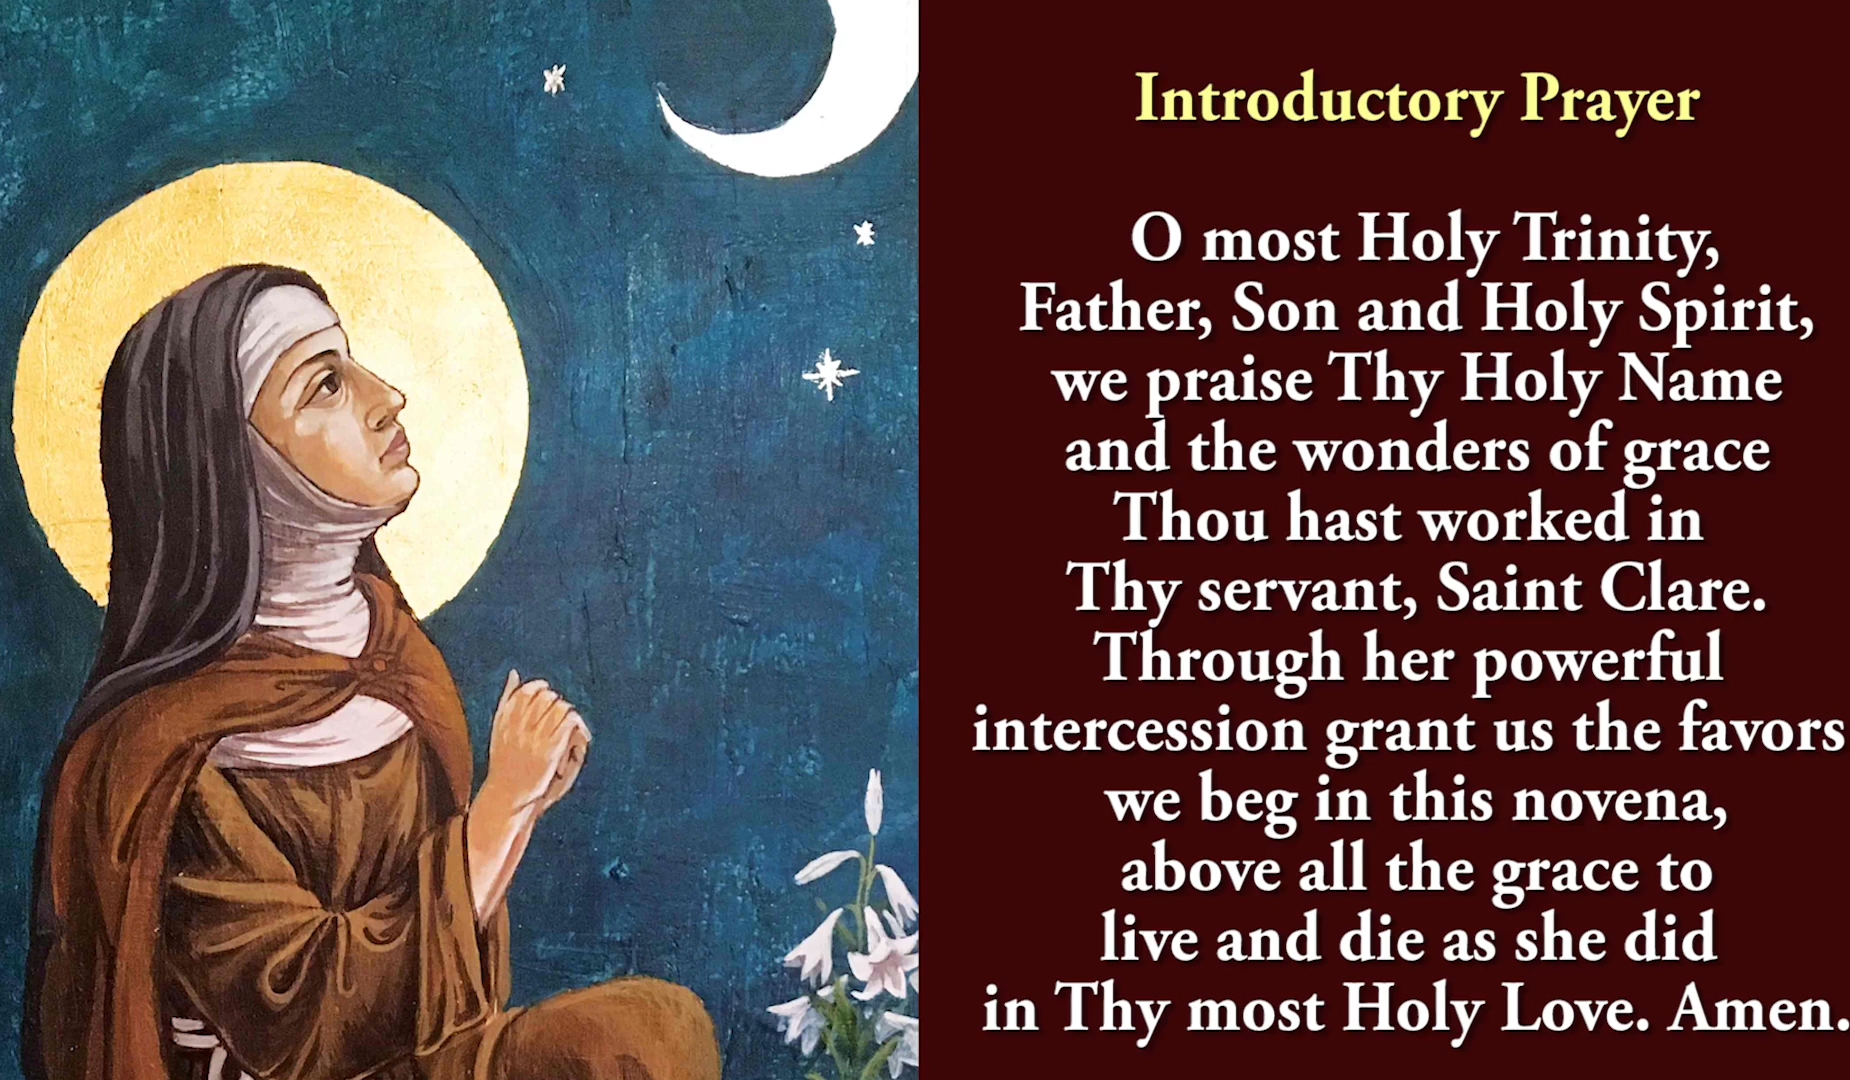 Introductory Prayer
O most Holy Trinity,
Father, Son and Holy Spirit,
we praise Thy Holy Name
and the wonders of grace
Thou hast worked in
Thy servant, Saint Clare.
Through her powerful
intercession grant us the favors
we beg in this novena,
above all the grace to
live and die as she did
in Thy most Holy Love. Amen.